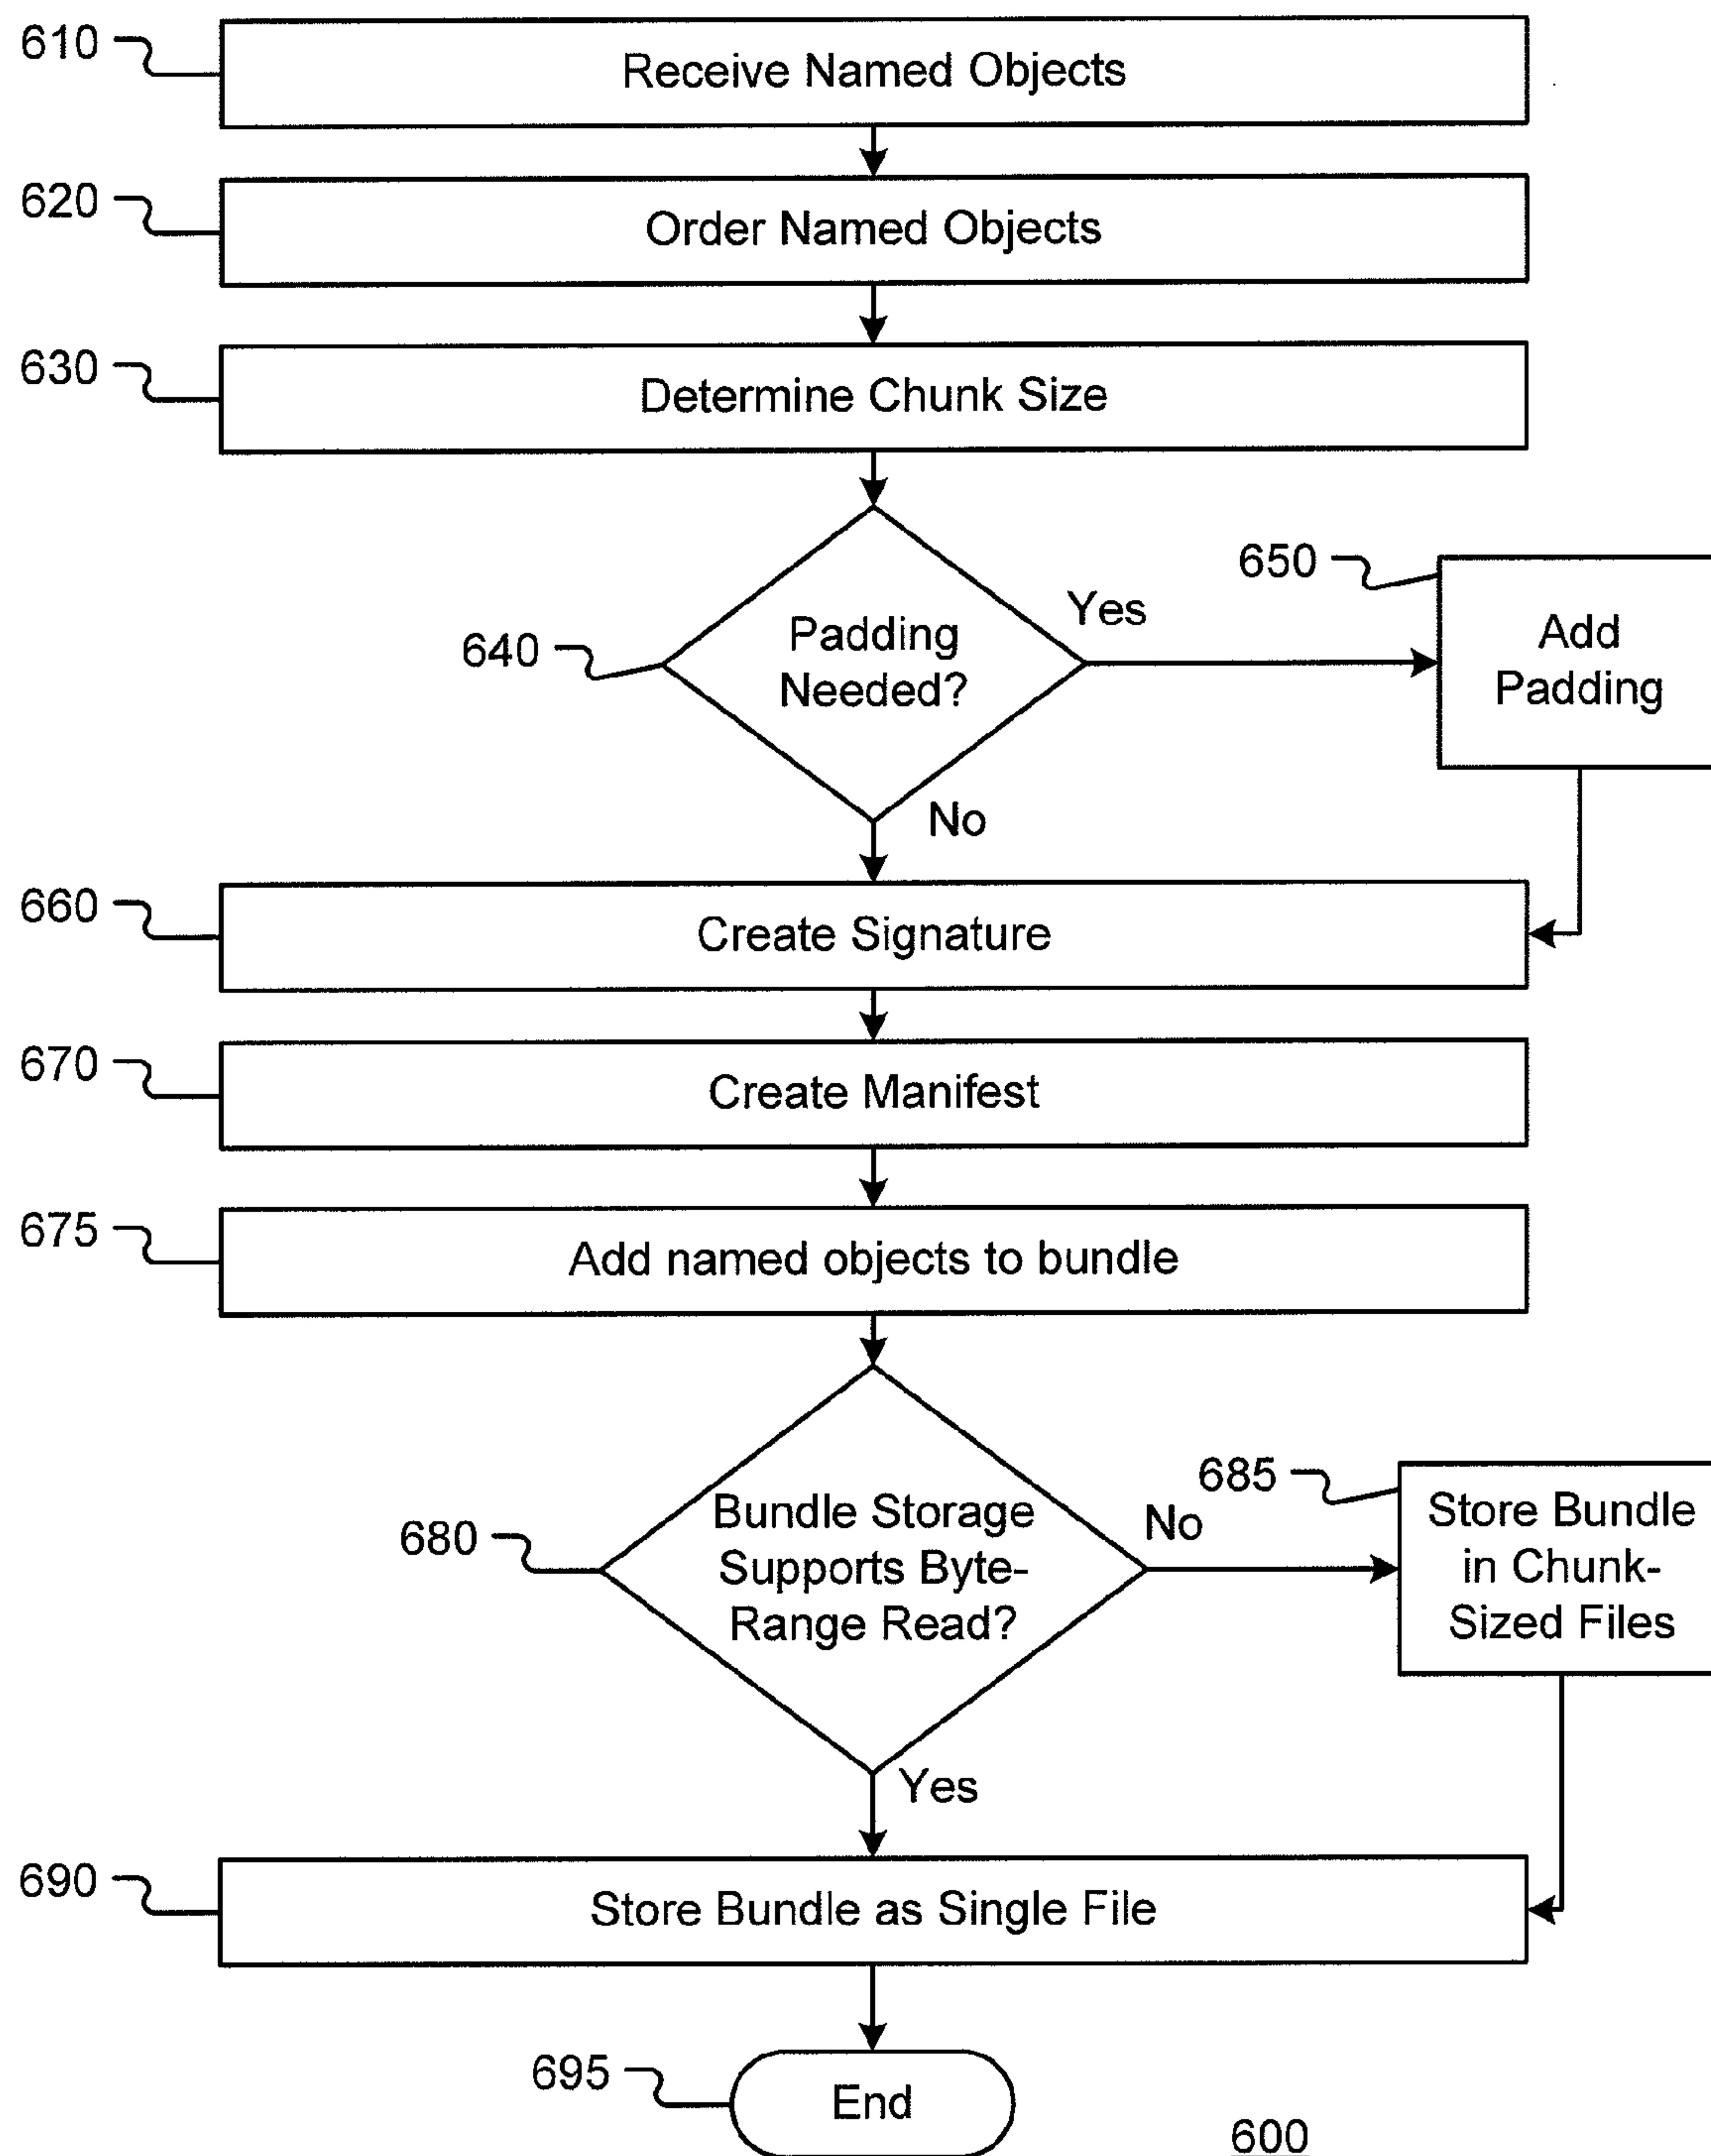 610
Receive Named Objects
620
Order Named Objects
630
Determine Chunk Size
640
Padding
Needed?
Yes
650
Add
Padding
No
660
Create Signature
670
Create Manifest
675
Add named objects to bundle
680
Bundle Storage
Supports Byte-
Range Read?
No
685
Store Bundle
in Chunk-
Sized Files
Yes
690
Store Bundle as Single File
695
End
600